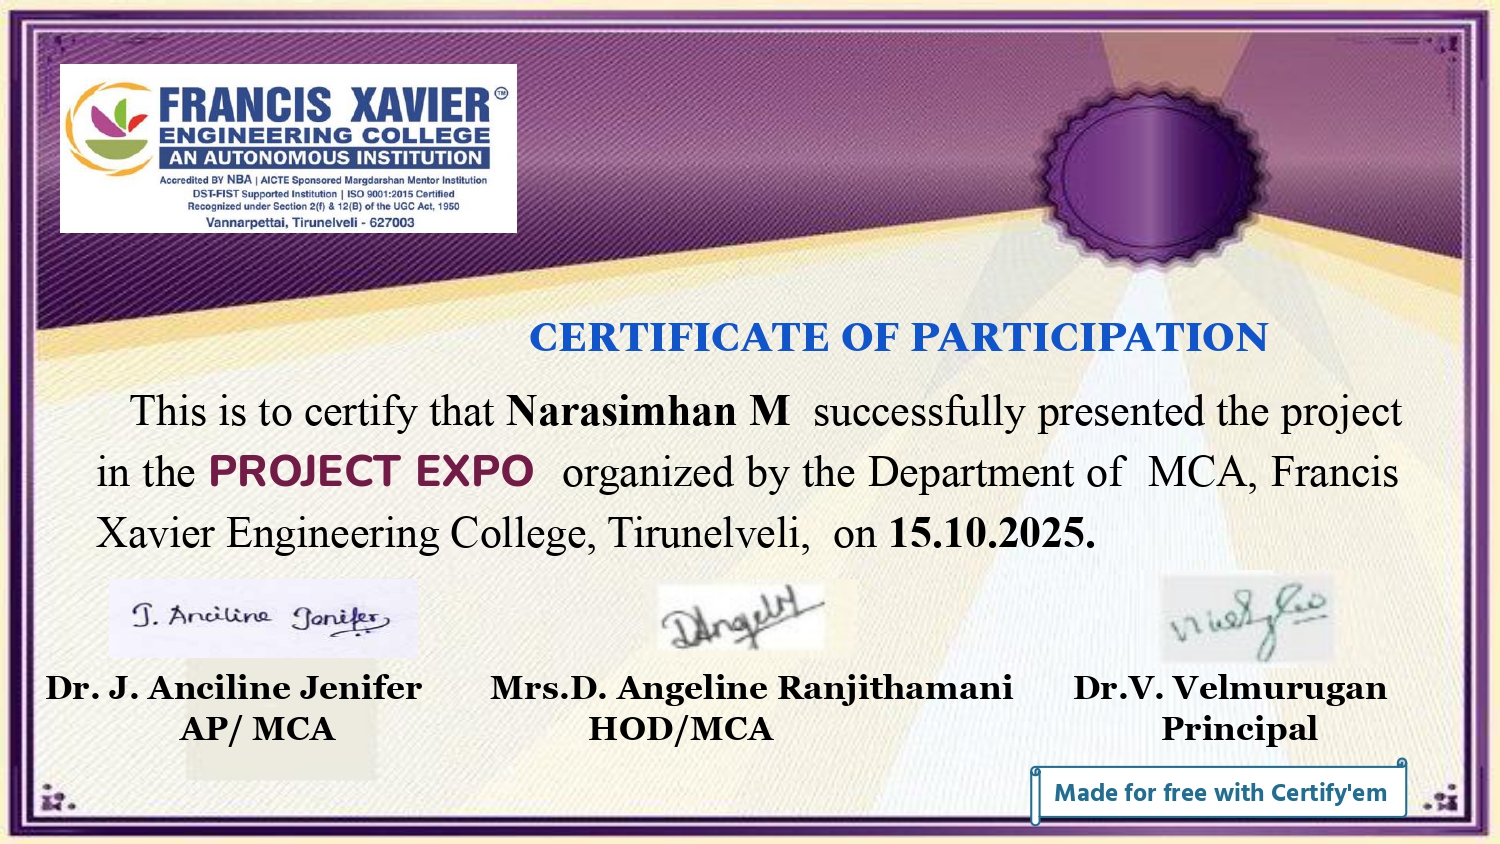 FRANCIS XAVIER™
ENGINEERING COLLEGE
AN AUTONOMOUS INSTITUTION
Accredited BY NBA | AICTE Sponsored Margdarshan Mentor Institution
DST-FIST Supported Institution | ISO 9001:2015 Certified
Recognized under Section 2(f) & 12(B) of the UGC Act, 1950
Vannarpettai, Tirunelveli - 627003
CERTIFICATE OF PARTICIPATION
This is to certify that Narasimhan M successfully presented the project
in the PROJECT EXPO organized by the Department of MCA, Francis
Xavier Engineering College, Tirunelveli, on 15.10.2025.
J. Anciline Jenifer
Dr. J. Anciline Jenifer
AP/ MCA
Mrs.D. Angeline Ranjithamani
HOD/MCA
Dr.V. Velmurugan
Principal
Made for free with Certify'em